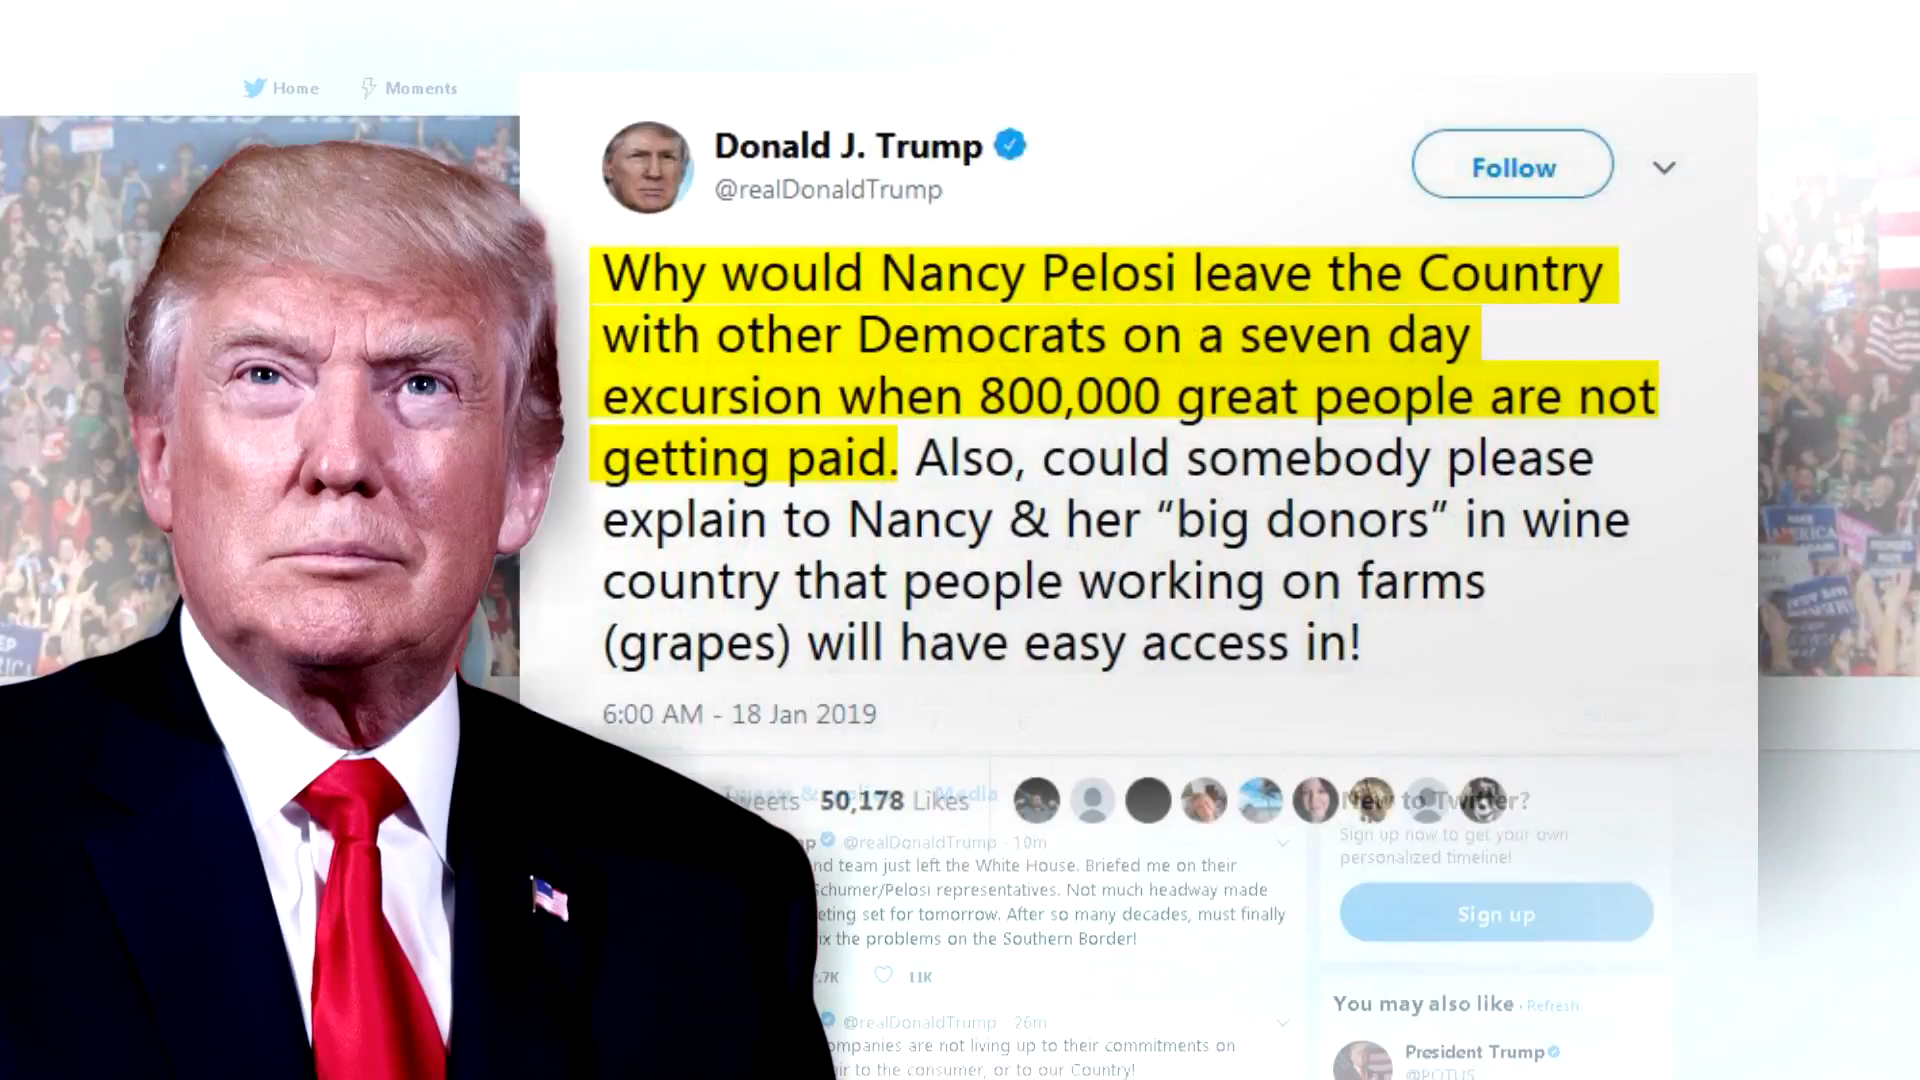 Home Moments
Donald J. Trump
@realDonaldTrump
Follow
Why would Nancy Pelosi leave the Country
with other Democrats on a seven day
excursion when 800,000 great people are not
getting paid. Also, could somebody please
explain to Nancy & her "big donors" in wine
country that people working on farms
(grapes) will have easy access in!
6:00 AM - 18 Jan 2019
50,178 Likes
New to Twitter?
Sign up now to get your own
personalized timeline!
Sign up
@realDonaldTrump · 10m
team just left the White House. Briefed me on their
Schumer/Pelosi representatives. Not much headway made
set for tomorrow. After so many decades, must finally
the problems on the Southern Border!
11K
You may also like · Refresh
President Trump
@POTUS
@realDonaldTrump · 26m
are not living up to their commitments on
to the consumer, or to our Country!